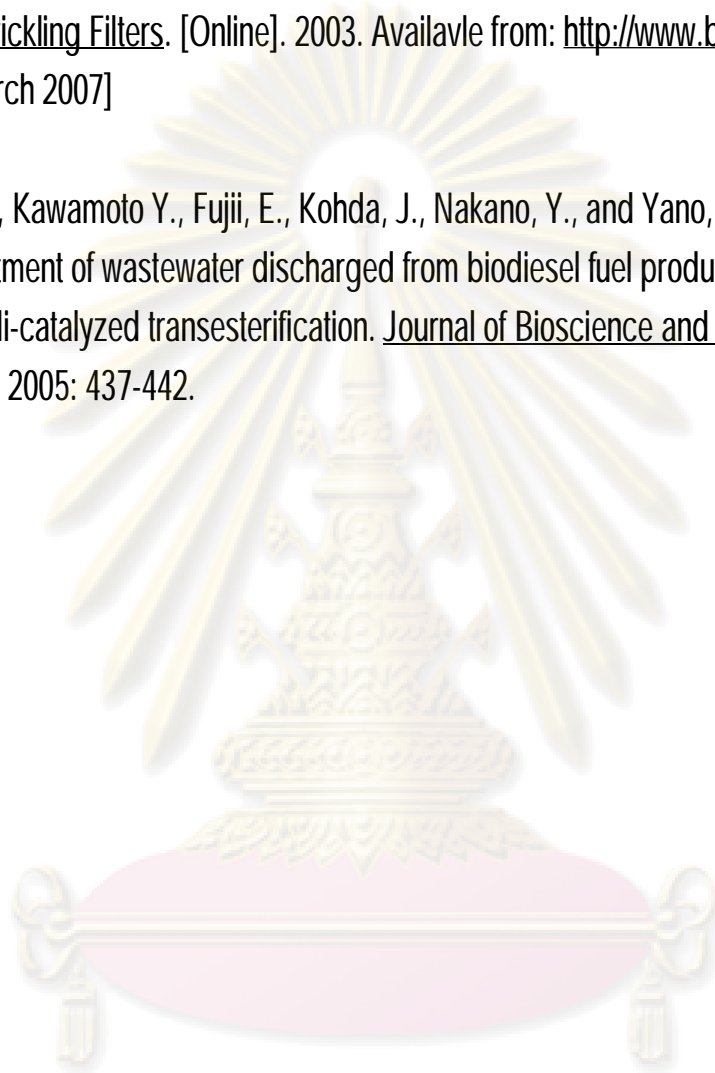 ickling Filters. [Online]. 2003. Availavle from: http://www.b
rch 2007]
, Kawamoto Y., Fujii, E., Kohda, J., Nakano, Y., and Yano,
tment of wastewater discharged from biodiesel fuel produ
li-catalyzed transesterification. Journal of Bioscience and
2005: 437-442.